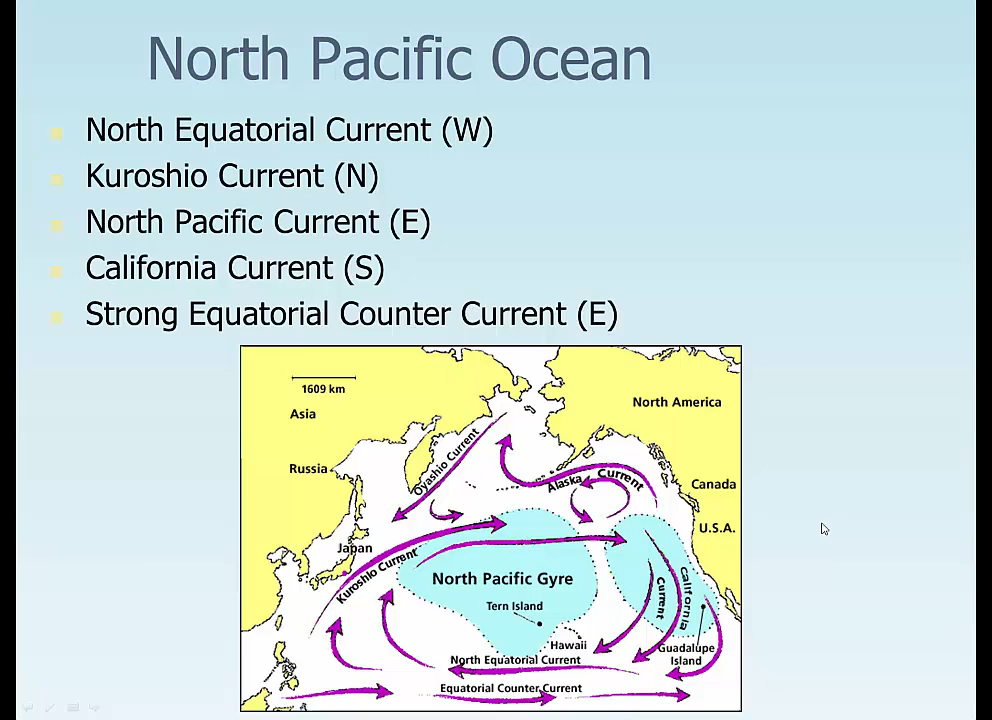 North Pacific Ocean
North Equatorial Current (W)
Kuroshio Current (N)
North Pacific Current (E)
California Current (S)
Strong Equatorial Counter Current (E)
1609 km
Asia
North America
Russia
Oyashio Current
Alaska Current
Canada
U.S.A.
Japan
Kuroshio Current
North Pacific Gyre
California
Current
Tern Island
Hawaii
Guadalupe
Island
North Equatorial Current
Equatorial Counter Current